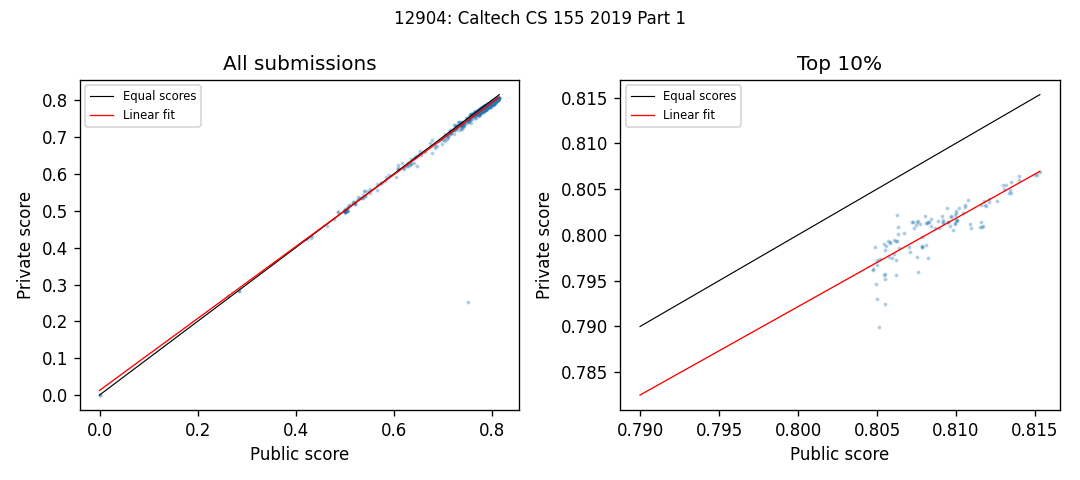 12904: Caltech CS 155 2019 Part 1
All submissions
Equal scores
Linear fit
0.8
0.7
0.6
0.5
0.4
0.3
0.2
0.1
0.0
Private score
0.0 0.2 0.4 0.6 0.8
Public score
Top 10%
Equal scores
Linear fit
0.815
0.810
0.805
0.800
0.795
0.790
0.785
Private score
0.790 0.795 0.800 0.805 0.810 0.815
Public score